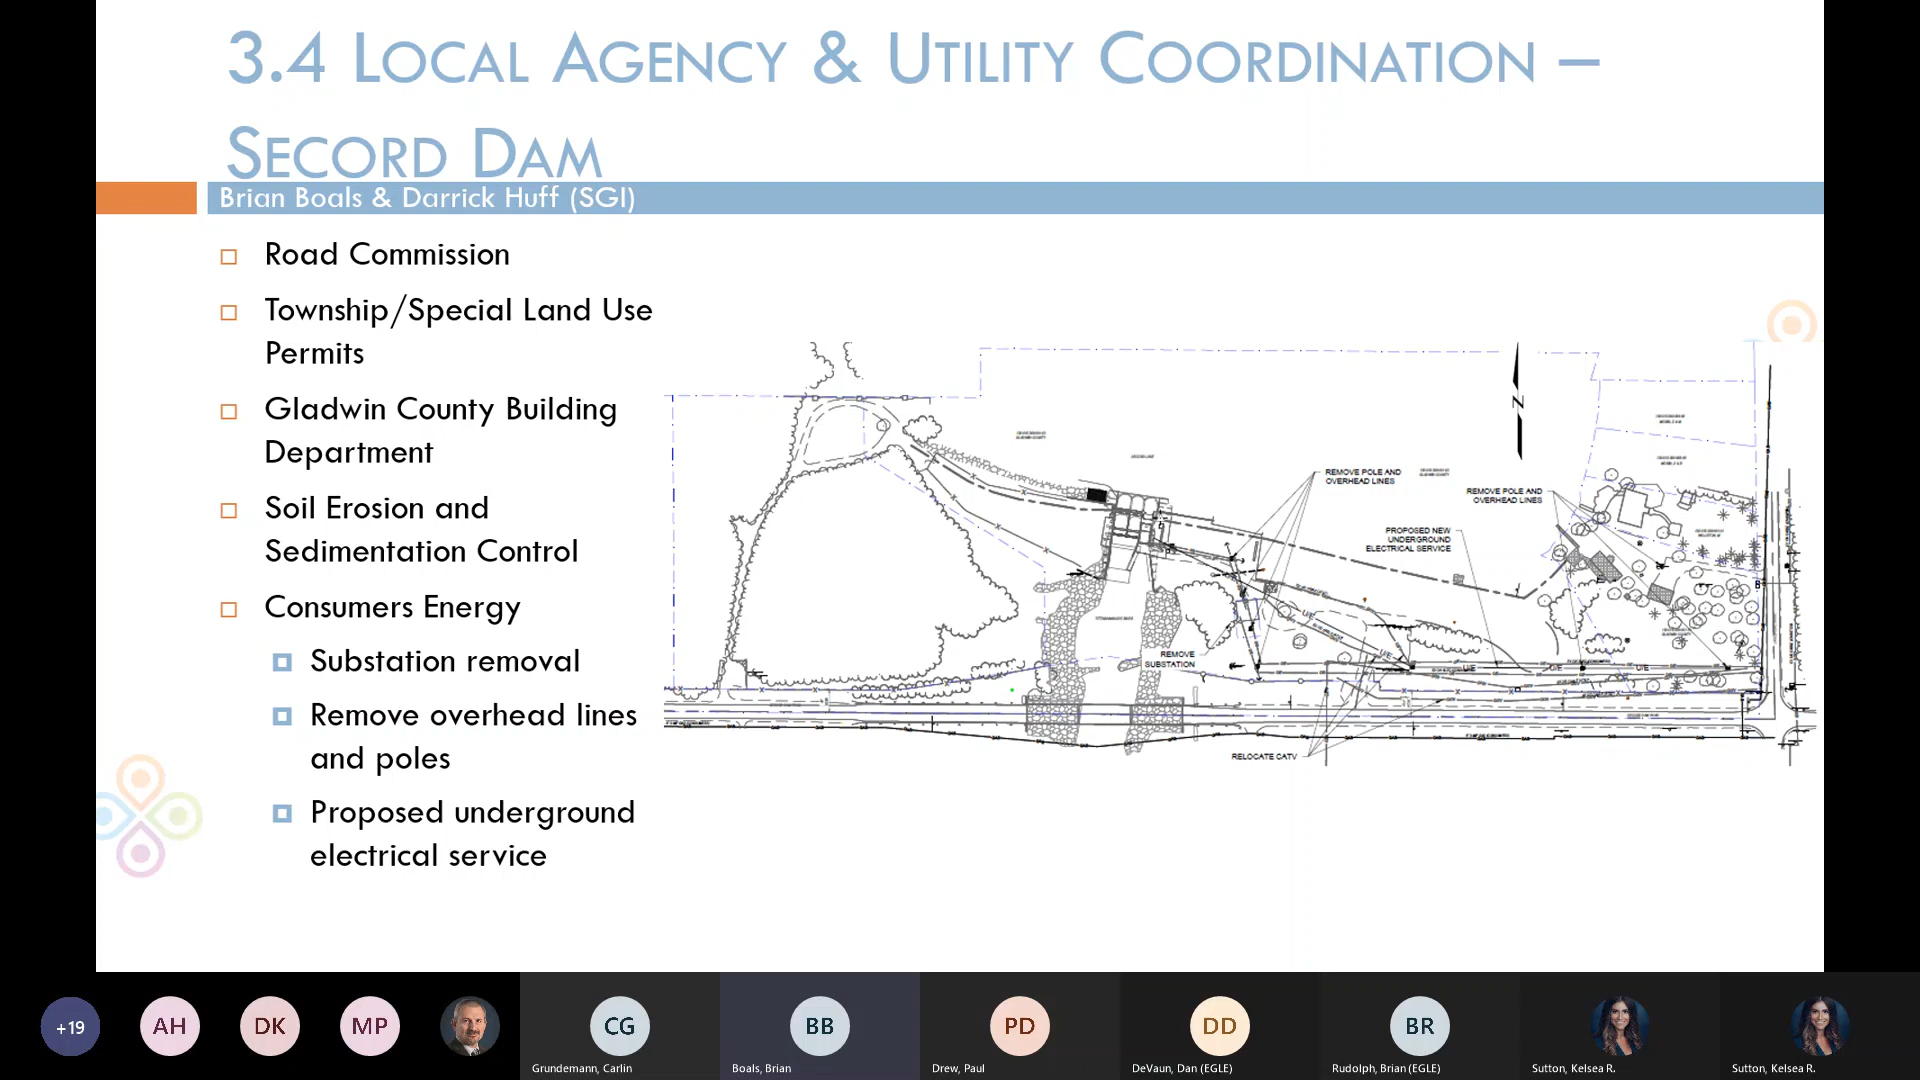 3.4 LOCAL AGENCY & UTILITY COORDINATION –
SECORD DAM
Brian Boals & Darrick Huff (SGI)
Road Commission
Township/Special Land Use
Permits
Gladwin County Building
Department
Soil Erosion and
Sedimentation Control
Consumers Energy
Substation removal
Remove overhead lines
and poles
Proposed underground
electrical service
N
REMOVE POLE AND
OVERHEAD LINES
REMOVE POLE AND
OVERHEAD LINES
PROPOSED NEW
UNDERGROUND
ELECTRICAL SERVICE
REMOVE
SUBSTATION
RELOCATE CATV
+19
AH
DK
MP
CG
BB
PD
DD
BR
Grundemann, Carlin
Boals, Brian
Drew, Paul
DeVaun, Dan (EGLE)
Rudolph, Brian (EGLE)
Sutton, Kelsea R.
Sutton, Kelsea R.